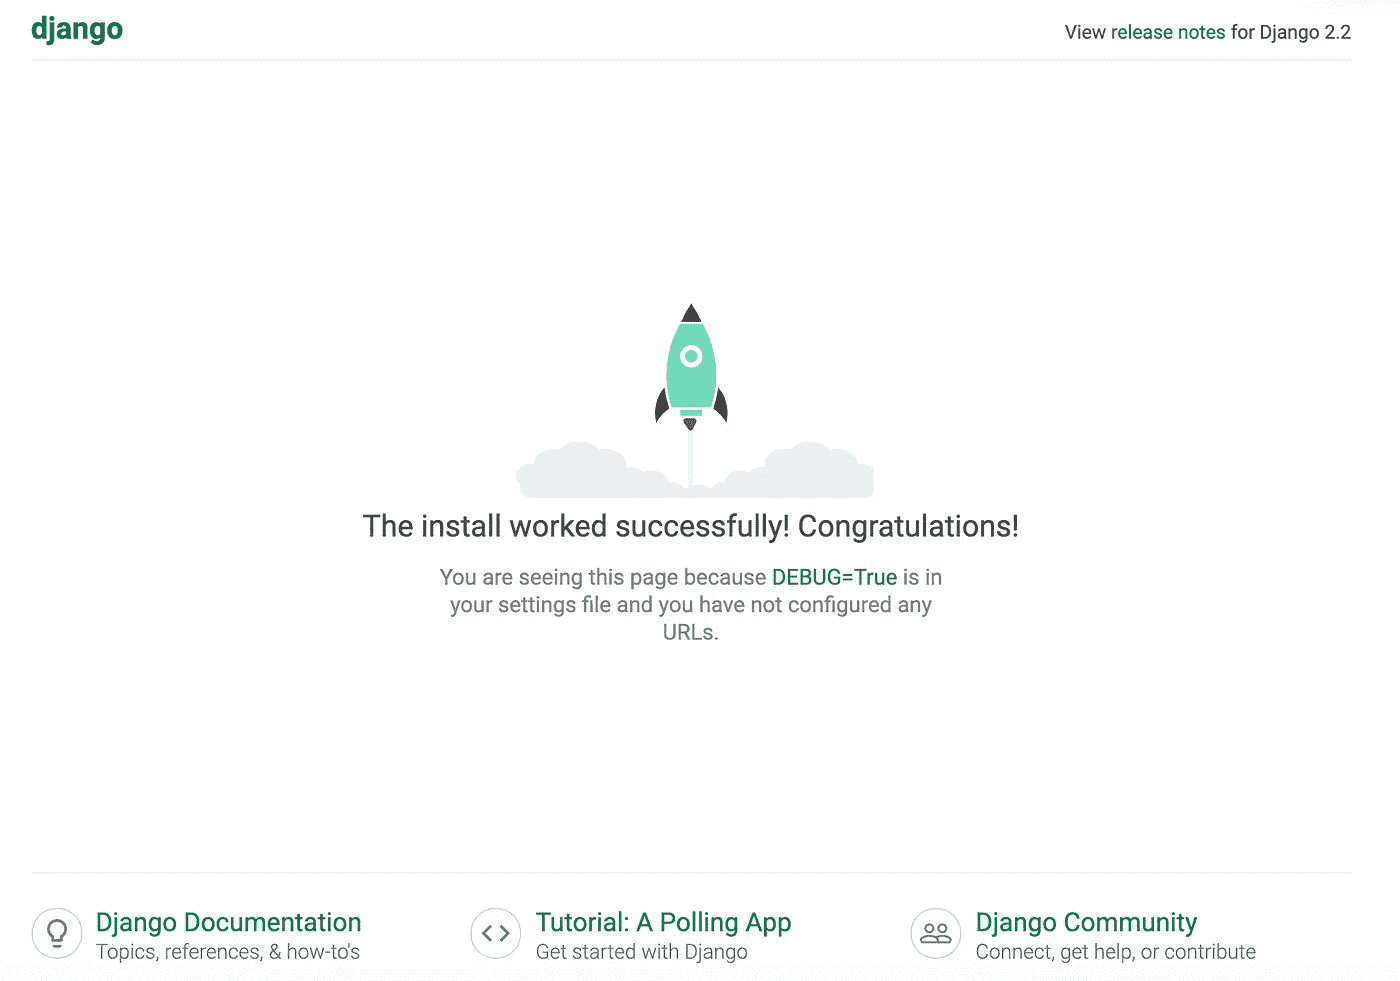 django
View release notes for Django 2.2
The install worked successfully! Congratulations!
You are seeing this page because DEBUG=True is in
your settings file and you have not configured any
URLs.
Django Documentation
Topics, references, & how-to's
Tutorial: A Polling App
Get started with Django
Django Community
Connect, get help, or contribute